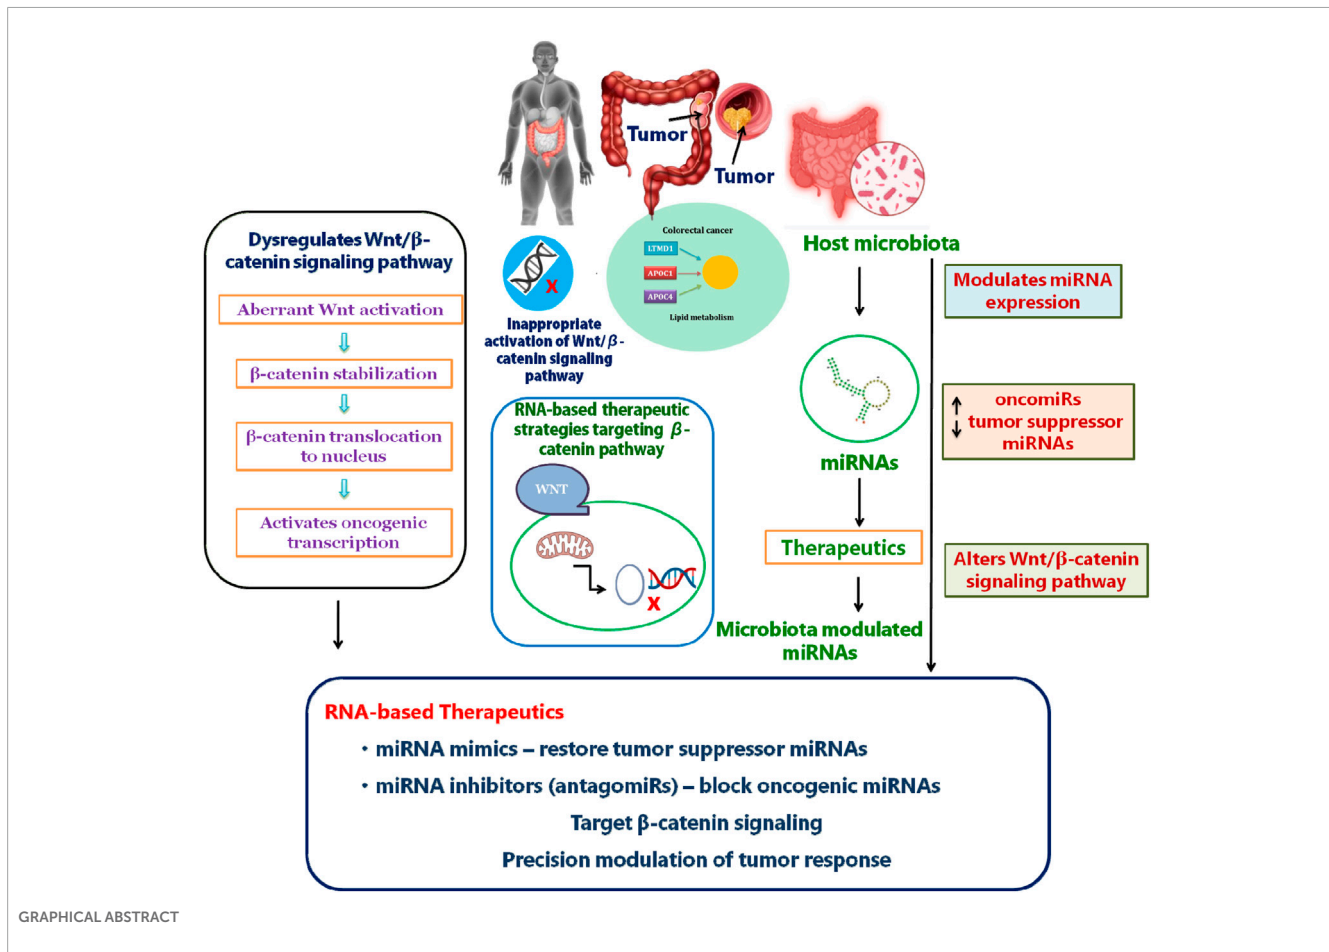 Tumor
Tumor
Dysregulates Wnt/β-
catenin signaling pathway
Aberrant Wnt activation
β-catenin stabilization
β-catenin translocation
to nucleus
Activates oncogenic
transcription
X
Inappropriate
activation of Wnt/β-
catenin signaling
pathway
Colorectal cancer
LTMD1
APOC1
APOC4
Lipid metabolism
RNA-based therapeutic
strategies targeting β-
catenin pathway
WNT
X
Host microbiota
miRNAs
Therapeutics
Microbiota modulated
miRNAs
Modulates miRNA
expression
oncomiRs
tumor suppressor
miRNAs
Alters Wnt/β-catenin
signaling pathway
RNA-based Therapeutics
• miRNA mimics – restore tumor suppressor miRNAs
• miRNA inhibitors (antagomiRs) – block oncogenic miRNAs
Target β-catenin signaling
Precision modulation of tumor response
GRAPHICAL ABSTRACT